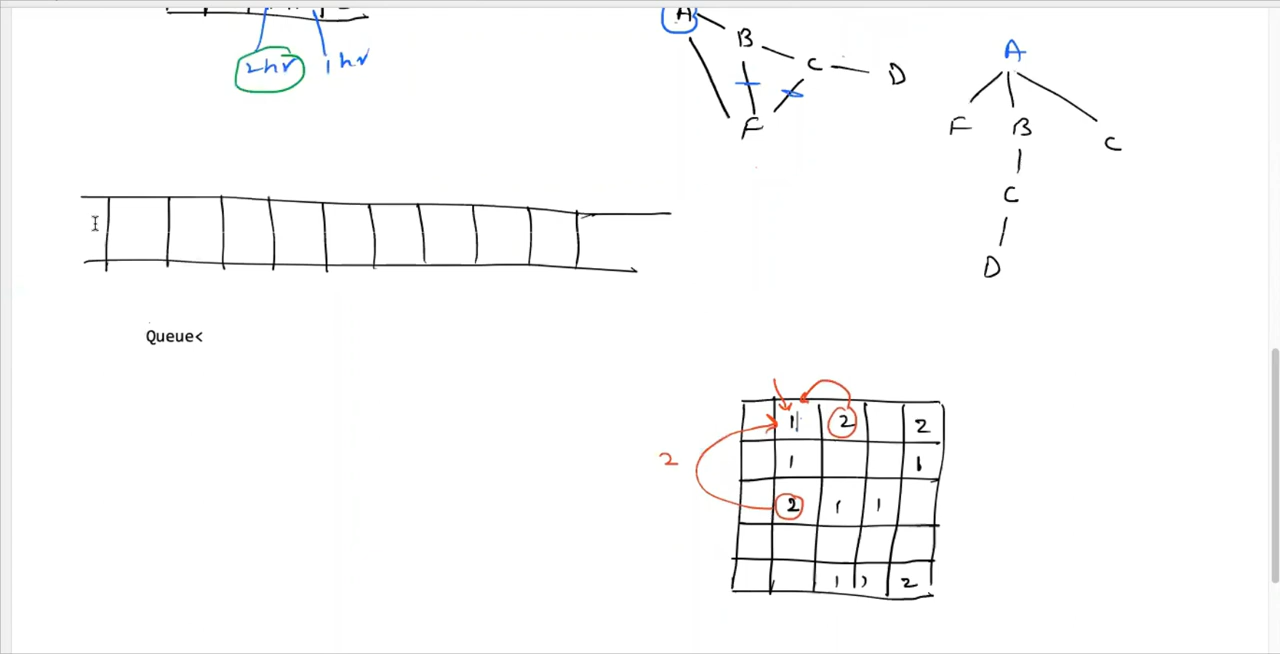 2hr 1hr
A
B
C D
F
A
F B C
C
D
Queue<
1 2 2
2 1 1
2 1 1
1 1 2